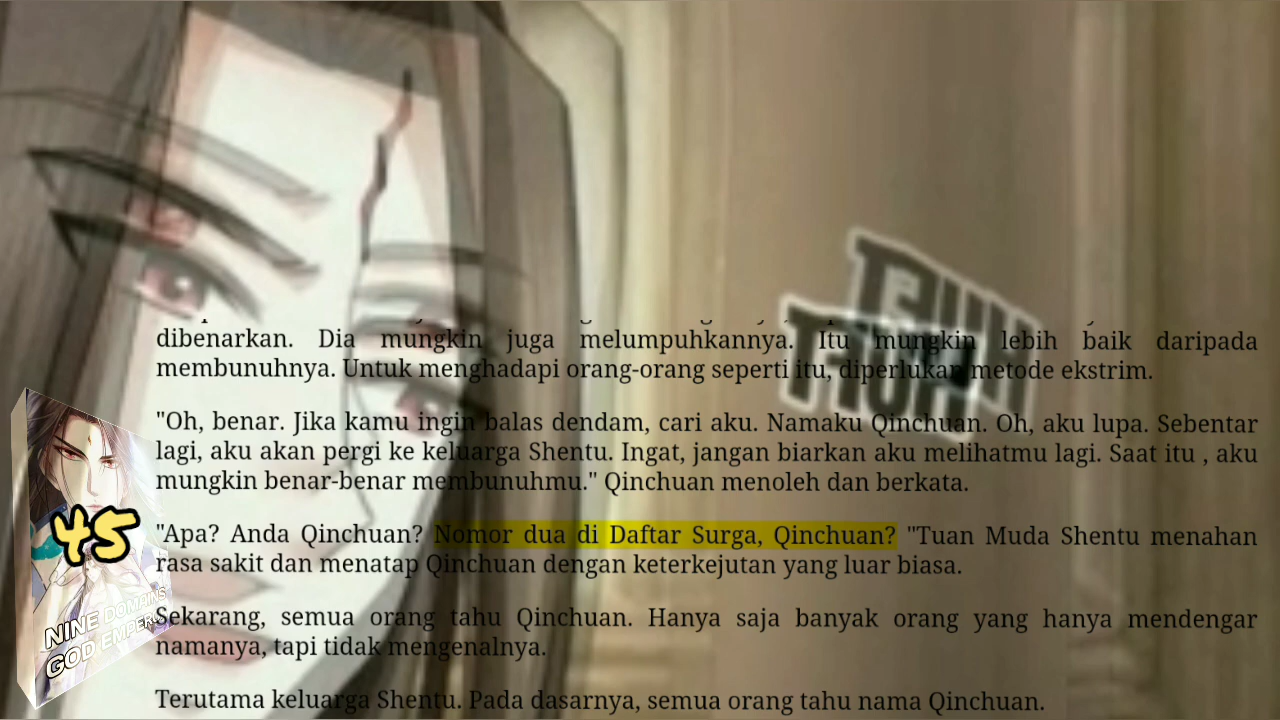 dibenarkan. Dia mungkin juga melumpuhkannya. Itu mungkin lebih baik daripada
membunuhnya. Untuk menghadapi orang-orang seperti itu, diperlukan metode ekstrim.
"Oh, benar. Jika kamu ingin balas dendam, cari aku. Namaku Qinchuan. Oh, aku lupa. Sebentar
lagi, aku akan pergi ke keluarga Shentu. Ingat, jangan biarkan aku melihatmu lagi. Saat itu , aku
mungkin benar-benar membunuhmu." Qinchuan menoleh dan berkata.
"Apa? Anda Qinchuan? Nomor dua di Daftar Surga, Qinchuan? "Tuan Muda Shentu menahan
rasa sakit dan menatap Qinchuan dengan keterkejutan yang luar biasa.
Sekarang, semua orang tahu Qinchuan. Hanya saja banyak orang yang hanya mendengar
namanya, tapi tidak mengenalnya.
Terutama keluarga Shentu. Pada dasarnya, semua orang tahu nama Qinchuan.
45
NINE DOMAINS
GOD EMPEROR